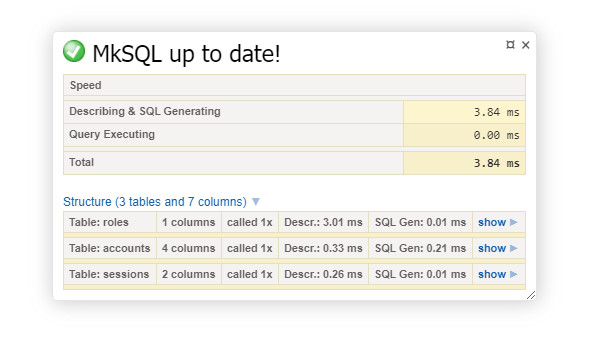 MkSQL up to date!
Speed
Describing & SQL Generating 3.84 ms
Query Executing 0.00 ms
Total 3.84 ms
Structure (3 tables and 7 columns) ▼
Table: roles 1 columns called 1x Descr.: 3.01 ms SQL Gen: 0.01 ms show ►
Table: accounts 4 columns called 1x Descr.: 0.33 ms SQL Gen: 0.21 ms show ►
Table: sessions 2 columns called 1x Descr.: 0.26 ms SQL Gen: 0.01 ms show ►